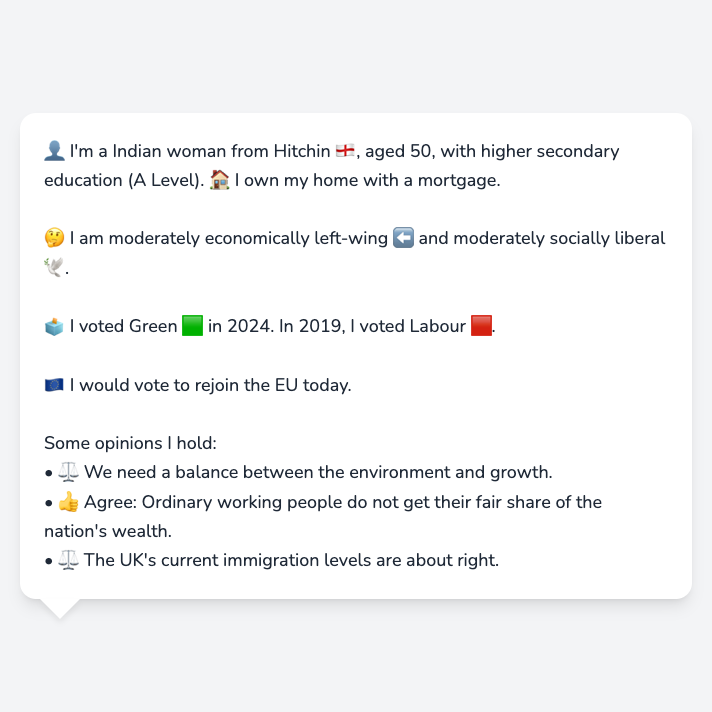 👤 I'm a Indian woman from Hitchin 🏴󠁧󠁢󠁥󠁮󠁧󠁿, aged 50, with higher secondary
education (A Level). 🏠 I own my home with a mortgage.
🤔 I am moderately economically left-wing ⬅️ and moderately socially liberal
🕊️.
🗳️ I voted Green 🟩 in 2024. In 2019, I voted Labour 🟥.
🇪🇺 I would vote to rejoin the EU today.
Some opinions I hold:
• ⚖️ We need a balance between the environment and growth.
• 👍 Agree: Ordinary working people do not get their fair share of the
nation's wealth.
• ⚖️ The UK's current immigration levels are about right.